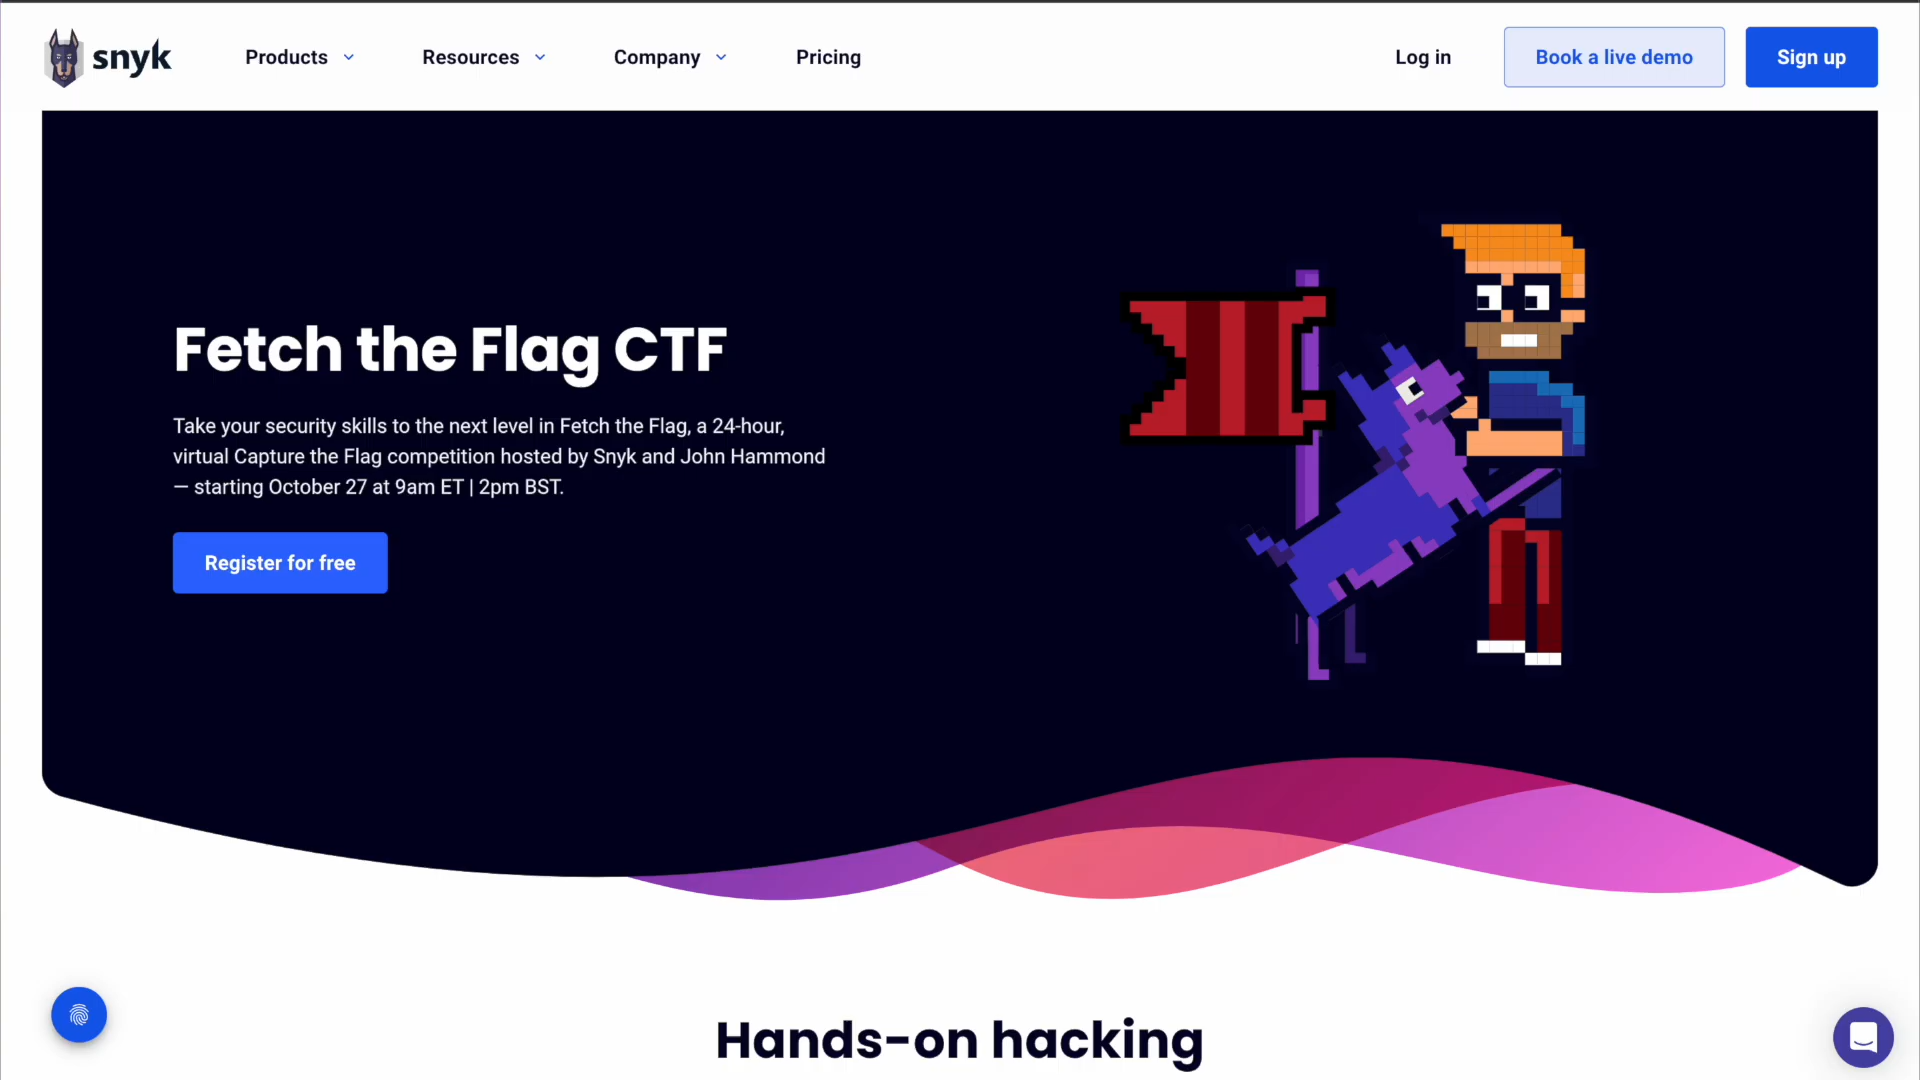 snyk
Products
Resources
Company
Pricing
Log in
Book a live demo
Sign up
Fetch the Flag CTF
Take your security skills to the next level in Fetch the Flag, a 24-hour,
virtual Capture the Flag competition hosted by Snyk and John Hammond
— starting October 27 at 9am ET | 2pm BST.
Register for free
Hands-on hacking